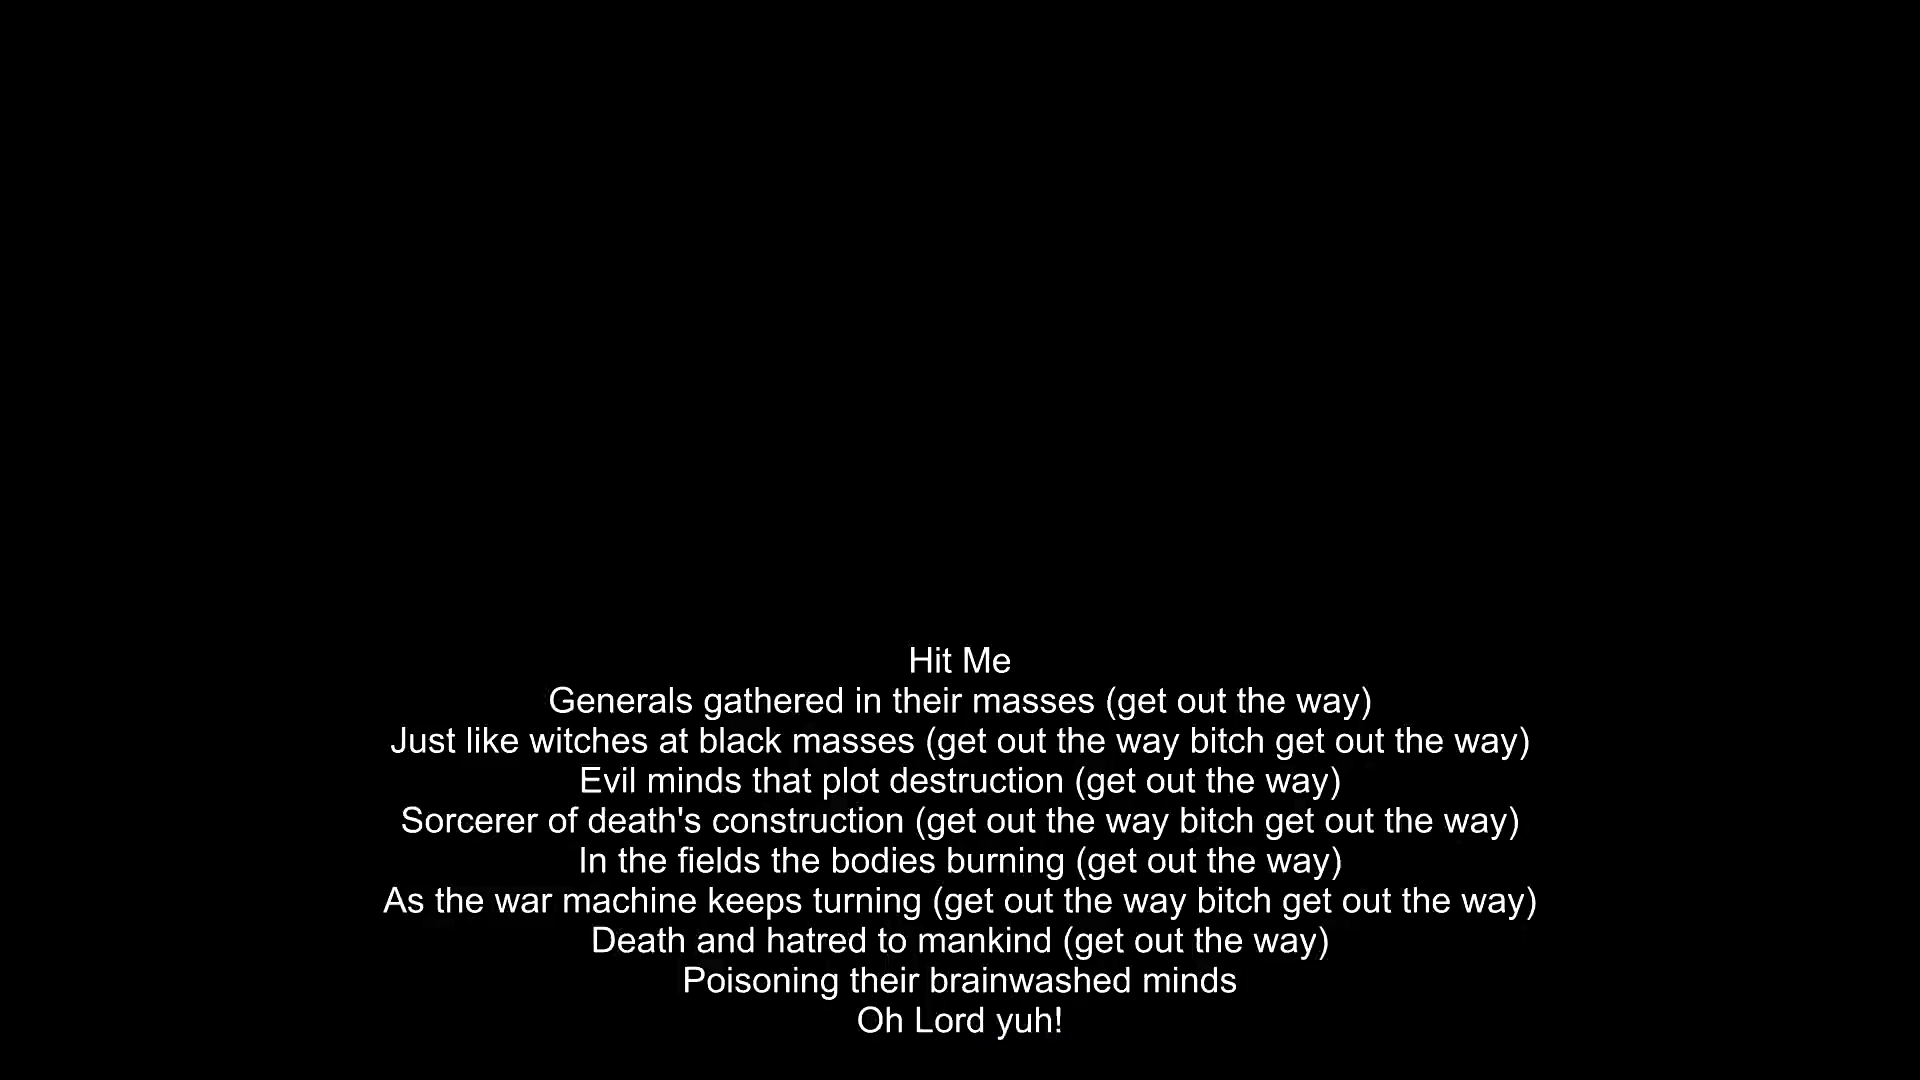 Hit Me
Generals gathered in their masses (get out the way)
Just like witches at black masses (get out the way bitch get out the way)
Evil minds that plot destruction (get out the way)
Sorcerer of death's construction (get out the way bitch get out the way)
In the fields the bodies burning (get out the way)
As the war machine keeps turning (get out the way bitch get out the way)
Death and hatred to mankind (get out the way)
Poisoning their brainwashed minds
Oh Lord yuh!